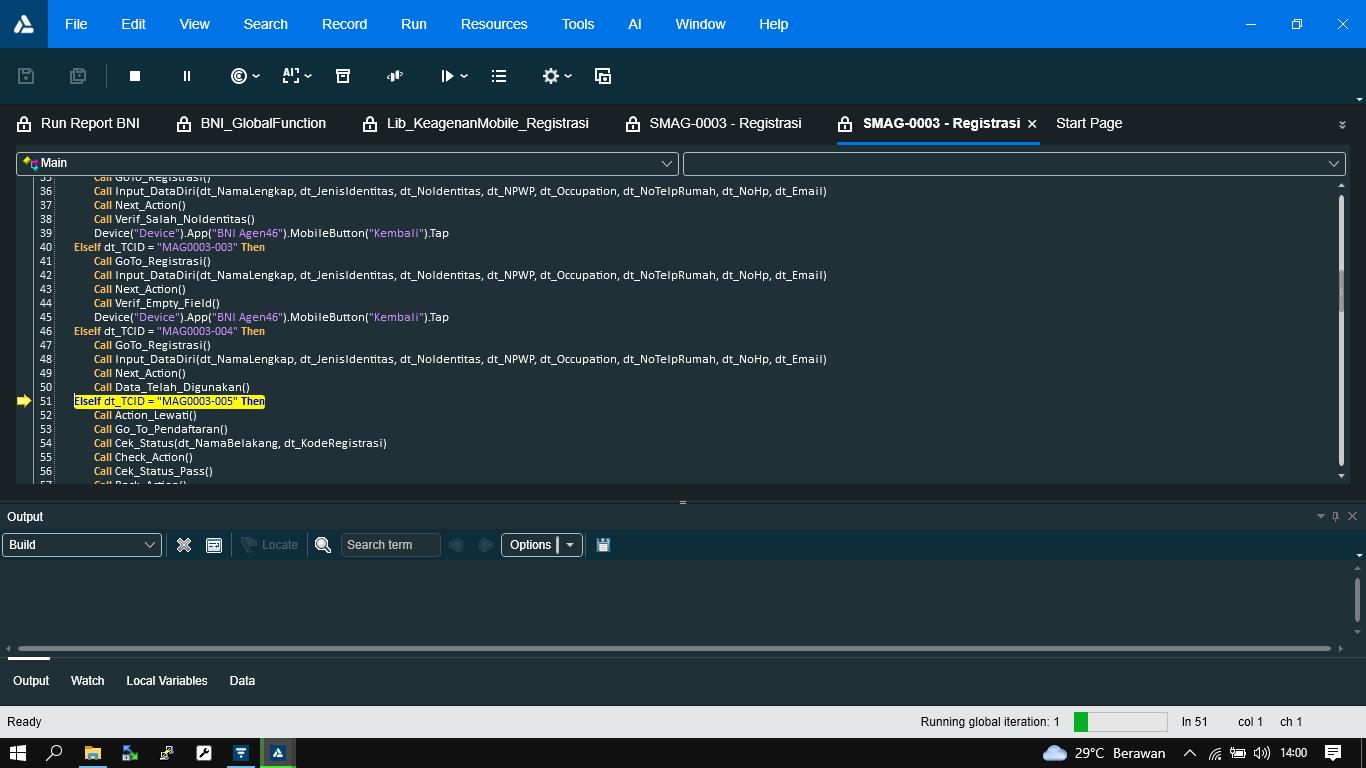 File Edit View Search Record Run Resources Tools AI Window Help
Run Report BNI BNI_GlobalFunction Lib_KeagenanMobile_Registrasi SMAG-0003 - Registrasi SMAG-0003 - Registrasi Start Page
Main
35 Call GoTo_Registrasi()
36 Call Input_DataDiri(dt_NamaLengkap, dt_JenisIdentitas, dt_NoIdentitas, dt_NPWP, dt_Occupation, dt_NoTelpRumah, dt_NoHp, dt_Email)
37 Call Next_Action()
38 Call Verif_Salah_NoIdentitas()
39 Device("Device").App("BNI Agen46").MobileButton("Kembali").Tap
40 ElseIf dt_TCID = "MAG0003-003" Then
41 Call GoTo_Registrasi()
42 Call Input_DataDiri(dt_NamaLengkap, dt_JenisIdentitas, dt_NoIdentitas, dt_NPWP, dt_Occupation, dt_NoTelpRumah, dt_NoHp, dt_Email)
43 Call Next_Action()
44 Call Verif_Empty_Field()
45 Device("Device").App("BNI Agen46").MobileButton("Kembali").Tap
46 ElseIf dt_TCID = "MAG0003-004" Then
47 Call GoTo_Registrasi()
48 Call Input_DataDiri(dt_NamaLengkap, dt_JenisIdentitas, dt_NoIdentitas, dt_NPWP, dt_Occupation, dt_NoTelpRumah, dt_NoHp, dt_Email)
49 Call Next_Action()
50 Call Data_Telah_Digunakan()
51 ElseIf dt_TCID = "MAG0003-005" Then
52 Call Action_Lewati()
53 Call Go_To_Pendaftaran()
54 Call Cek_Status(dt_NamaBelakang, dt_KodeRegistrasi)
55 Call Check_Action()
56 Call Cek_Status_Pass()
57 Call Back_Action()
Output
Build Locate Search term Options
Output Watch Local Variables Data
Ready Running global iteration: 1 ln 51 col 1 ch 1
29°C Berawan 14:00